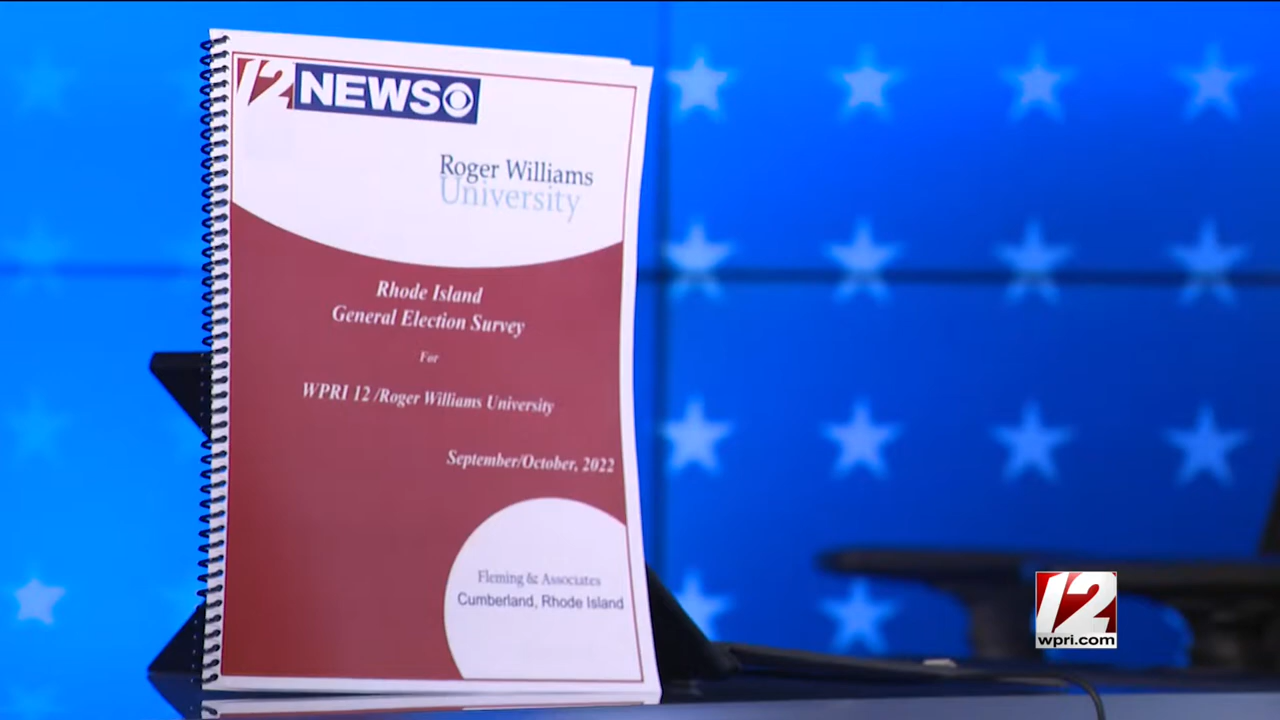 12 NEWS
Roger Williams
University
Rhode Island
General Election Survey
For
WPRI 12 /Roger Williams University
September/October, 2022
Fleming & Associates
Cumberland, Rhode Island
12
wpri.com